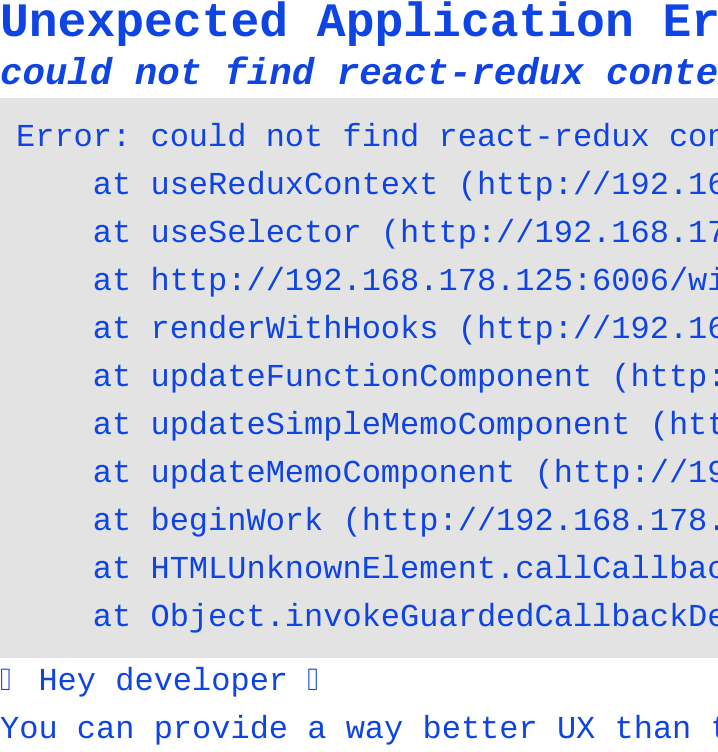 Unexpected Application Er
could not find react-redux conte
Error: could not find react-redux con
at useReduxContext (http://192.16
at useSelector (http://192.168.17
at http://192.168.178.125:6006/wi
at renderWithHooks (http://192.16
at updateFunctionComponent (http:
at updateSimpleMemoComponent (htt
at updateMemoComponent (http://19
at beginWork (http://192.168.178.
at HTMLUnknownElement.callCallbac
at Object.invokeGuardedCallbackDe
Hey developer
You can provide a way better UX than t